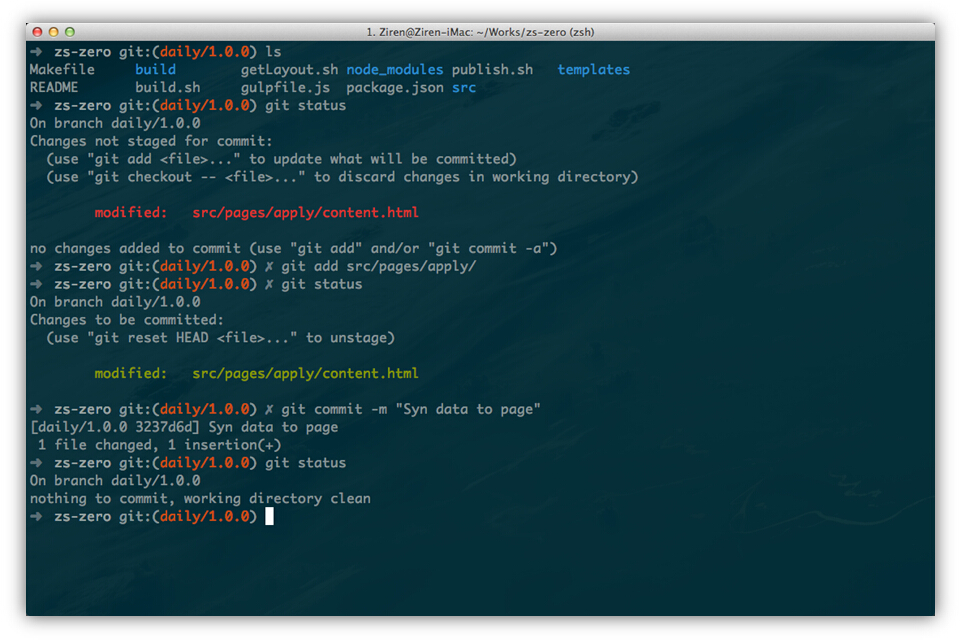 1. Ziren@Ziren-iMac: ~/Works/zs-zero (zsh)
➜ zs-zero git:(daily/1.0.0) ls
Makefile build getLayout.sh node_modules publish.sh templates
README build.sh gulpfile.js package.json src
➜ zs-zero git:(daily/1.0.0) git status
On branch daily/1.0.0
Changes not staged for commit:
(use "git add <file>..." to update what will be committed)
(use "git checkout -- <file>..." to discard changes in working directory)
modified: src/pages/apply/content.html
no changes added to commit (use "git add" and/or "git commit -a")
➜ zs-zero git:(daily/1.0.0) ✗ git add src/pages/apply/
➜ zs-zero git:(daily/1.0.0) ✗ git status
On branch daily/1.0.0
Changes to be committed:
(use "git reset HEAD <file>..." to unstage)
modified: src/pages/apply/content.html
➜ zs-zero git:(daily/1.0.0) ✗ git commit -m "Syn data to page"
[daily/1.0.0 3237d6d] Syn data to page
1 file changed, 1 insertion(+)
➜ zs-zero git:(daily/1.0.0) git status
On branch daily/1.0.0
nothing to commit, working directory clean
➜ zs-zero git:(daily/1.0.0)